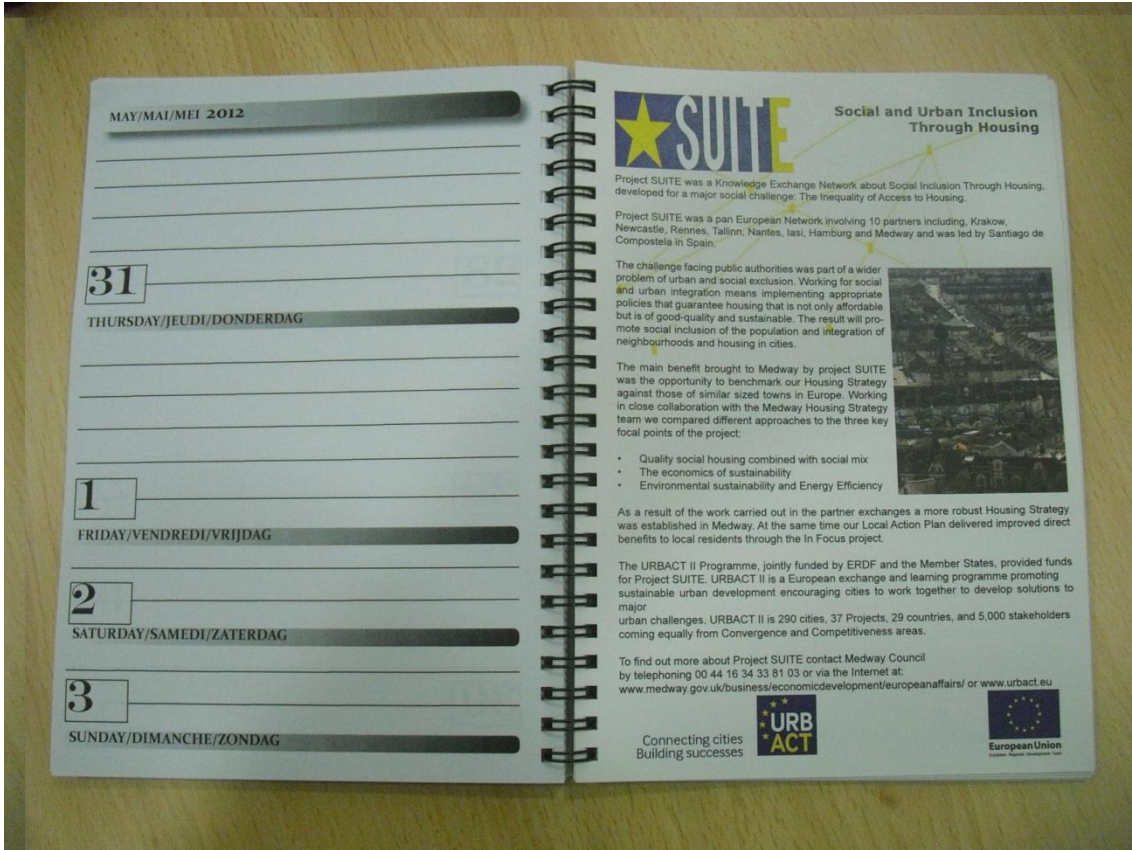 MAY/MAI/MEI 2012
31
THURSDAY/JEUDI/DONDERDAG
1
FRIDAY/VENDREDI/VRIJDAG
2
SATURDAY/SAMEDI/ZATERDAG
3
SUNDAY/DIMANCHE/ZONDAG
SUITE
Social and Urban Inclusion
Through Housing
Project SUITE was a Knowledge Exchange Network about Social Inclusion Through Housing,
developed for a major social challenge: The Inequality of Access to Housing.
Project SUITE was a pan European Network involving 10 partners including, Krakow,
Newcastle, Rennes, Tallinn, Nantes, Iasi, Hamburg and Medway and was led by Santiago de
Compostela in Spain.
The challenge facing public authorities was part of a wider
problem of urban and social exclusion. Working for social
and urban integration means implementing appropriate
policies that guarantee housing that is not only affordable
but is of good-quality and sustainable. The result will pro-
mote social inclusion of the population and integration of
neighbourhoods and housing in cities.
The main benefit brought to Medway by project SUITE
was the opportunity to benchmark our Housing Strategy
against those of similar sized towns in Europe. Working
in close collaboration with the Medway Housing Strategy
team we compared different approaches to the three key
focal points of the project:
• Quality social housing combined with social mix
• The economics of sustainability
• Environmental sustainability and Energy Efficiency
As a result of the work carried out in the partner exchanges a more robust Housing Strategy
was established in Medway. At the same time our Local Action Plan delivered improved direct
benefits to local residents through the In Focus project.
The URBACT II Programme, jointly funded by ERDF and the Member States, provided funds
for Project SUITE. URBACT II is a European exchange and learning programme promoting
sustainable urban development encouraging cities to work together to develop solutions to
major
urban challenges. URBACT II is 290 cities, 37 Projects, 29 countries, and 5,000 stakeholders
coming equally from Convergence and Competitiveness areas.
To find out more about Project SUITE contact Medway Council
by telephoning 00 44 16 34 33 81 03 or via the Internet at:
www.medway.gov.uk/business/economicdevelopment/europeanaffairs/ or www.urbact.eu
Connecting cities
Building successes
URB
ACT
European Union
European Regional Development Fund